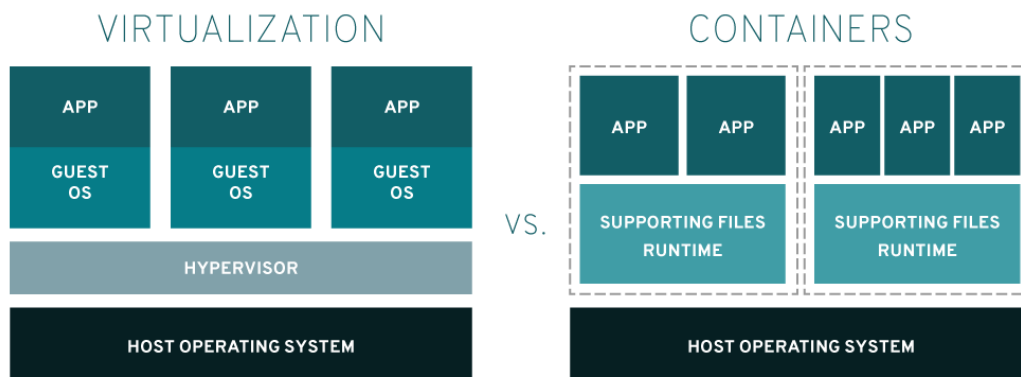 VIRTUALIZATION
APP
APP
APP
GUEST
OS
GUEST
OS
GUEST
OS
HYPERVISOR
HOST OPERATING SYSTEM
VS.
CONTAINERS
APP
APP
APP
APP
APP
SUPPORTING FILES
RUNTIME
SUPPORTING FILES
RUNTIME
HOST OPERATING SYSTEM